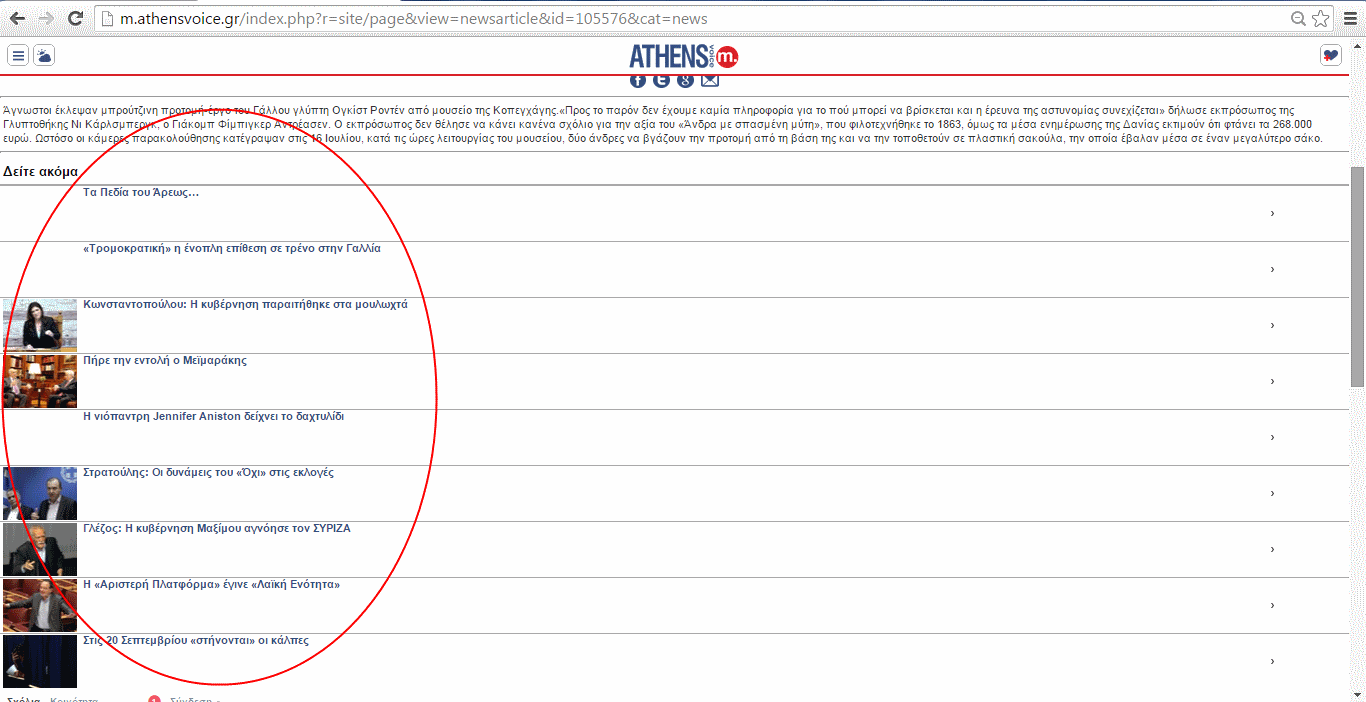 m.athensvoice.gr/index.php?r=site/page&view=newsarticle&id=105576&cat=news
ATHENS voice m.
Άγνωστοι έκλεψαν μπρούτζινη προτομή-έργο του Γάλλου γλύπτη Ογκίστ Ροντέν από μουσείο της Κοπεγχάγης.«Προς το παρόν δεν έχουμε καμία πληροφορία για το πού μπορεί να βρίσκεται και η έρευνα της αστυνομίας συνεχίζεται» δήλωσε εκπρόσωπος της
Γλυπτοθήκης Νι Κάρλσμπεργκ, ο Γιάκομπ Φίμπιγκερ Αντρέασεν. Ο εκπρόσωπος δεν θέλησε να κάνει κανένα σχόλιο για την αξία του «Άνδρα με σπασμένη μύτη», που φιλοτεχνήθηκε το 1863, όμως τα μέσα ενημέρωσης της Δανίας εκτιμούν ότι φτάνει τα 268.000
ευρώ. Ωστόσο οι κάμερες παρακολούθησης κατέγραψαν στις 16 Ιουλίου, κατά τις ώρες λειτουργίας του μουσείου, δύο άνδρες να βγάζουν την προτομή από τη βάση της και να την τοποθετούν σε πλαστική σακούλα, την οποία έβαλαν μέσα σε έναν μεγαλύτερο σάκο.
Δείτε ακόμα
Τα Πεδία του Άρεως...
«Τρομοκρατική» η ένοπλη επίθεση σε τρένο στην Γαλλία
Κωνσταντοπούλου: Η κυβέρνηση παραιτήθηκε στα μουλωχτά
Πήρε την εντολή ο Μεϊμαράκης
Η νιόπαντρη Jennifer Aniston δείχνει το δαχτυλίδι
Στρατούλης: Οι δυνάμεις του «Όχι» στις εκλογές
Γλέζος: Η κυβέρνηση Μαξίμου αγνόησε τον ΣΥΡΙΖΑ
Η «Αριστερή Πλατφόρμα» έγινε «Λαϊκή Ενότητα»
Στις 20 Σεπτεμβρίου «στήνονται» οι κάλπες
Σχόλια Κοινότητα 1 Σύνδεση